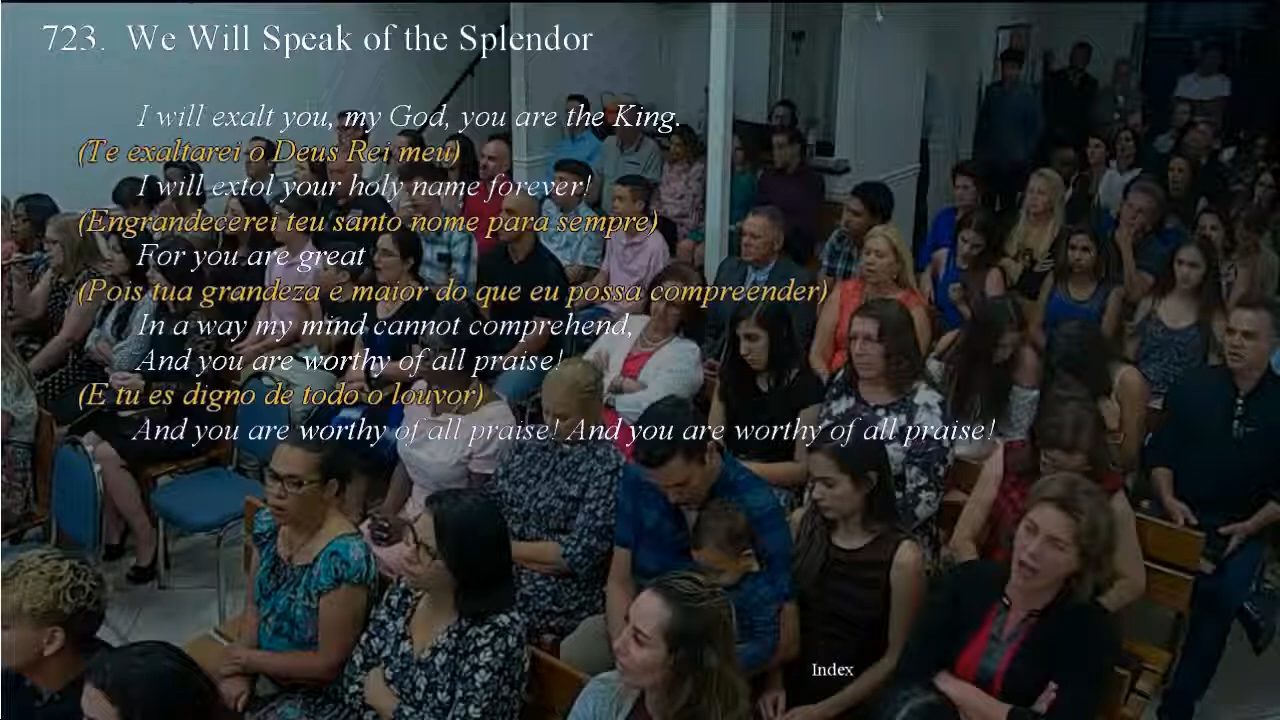 723. We Will Speak of the Splendor
I will exalt you, my God, you are the King.
(Te exaltarei o Deus Rei meu)
I will extol your holy name forever!
(Engrandecerei teu santo nome para sempre)
For you are great
(Pois tua grandeza e maior do que eu possa compreender)
In a way my mind cannot comprehend,
And you are worthy of all praise!
(E tu es digno de todo o louvor)
And you are worthy of all praise! And you are worthy of all praise!
Index